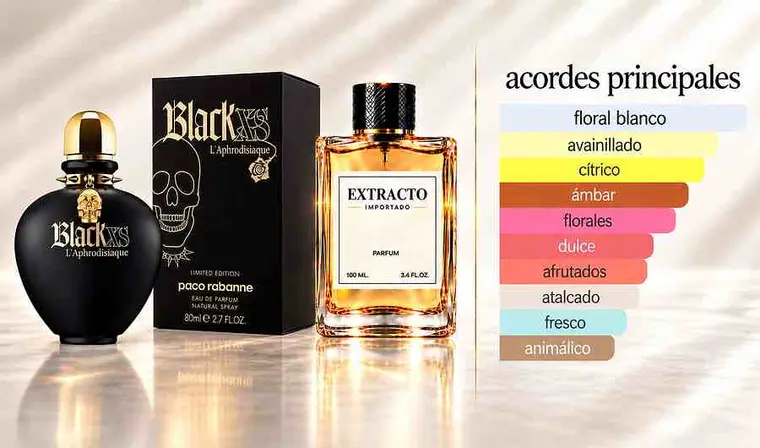 Black xs
L'Aphrodisiaque
Black xs
L'Aphrodisiaque
LIMITED EDITION
paco rabanne
EAU DE PARFUM
NATURAL SPRAY
80ml e 2.7 FL.OZ.
EXTRACTO
IMPORTADO
PARFUM
100 ML. 3.4 FL.OZ.
acordes principales
floral blanco
avainillado
cítrico
ámbar
florales
dulce
afrutados
atalcado
fresco
animálico